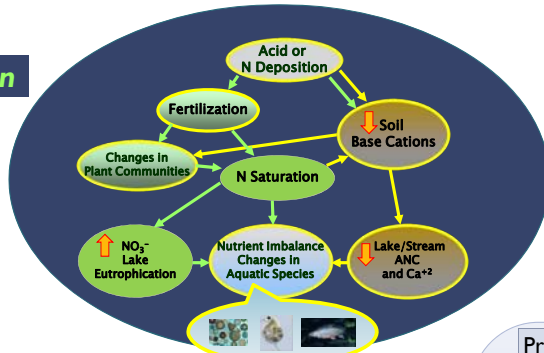 n
Acid or
N Deposition
Fertilization
Soil
Base Cations
Changes in
Plant Communities
N Saturation
NO₃⁻
Lake
Eutrophication
Nutrient Imbalance
Changes in
Aquatic Species
Lake/Stream
ANC
and Ca⁺²
Pr